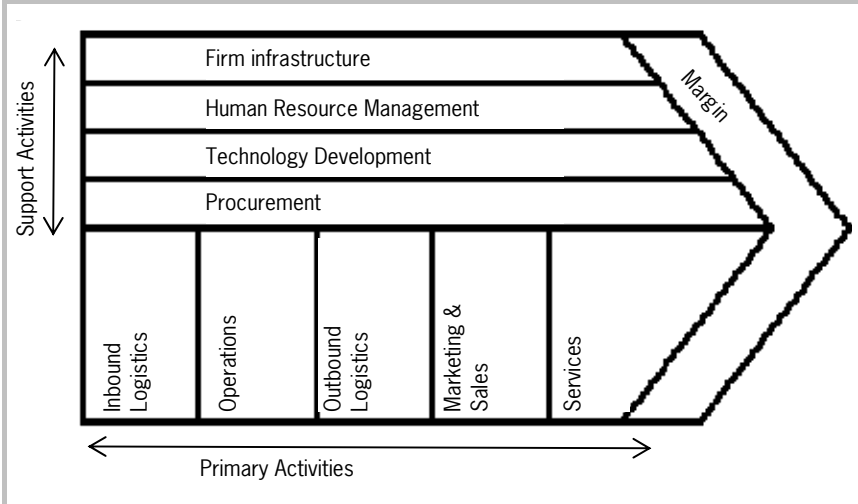 Support Activities
Firm infrastructure
Human Resource Management
Technology Development
Procurement
Margin
Inbound
Logistics
Operations
Outbound
Logistics
Marketing &
Sales
Services
Primary Activities